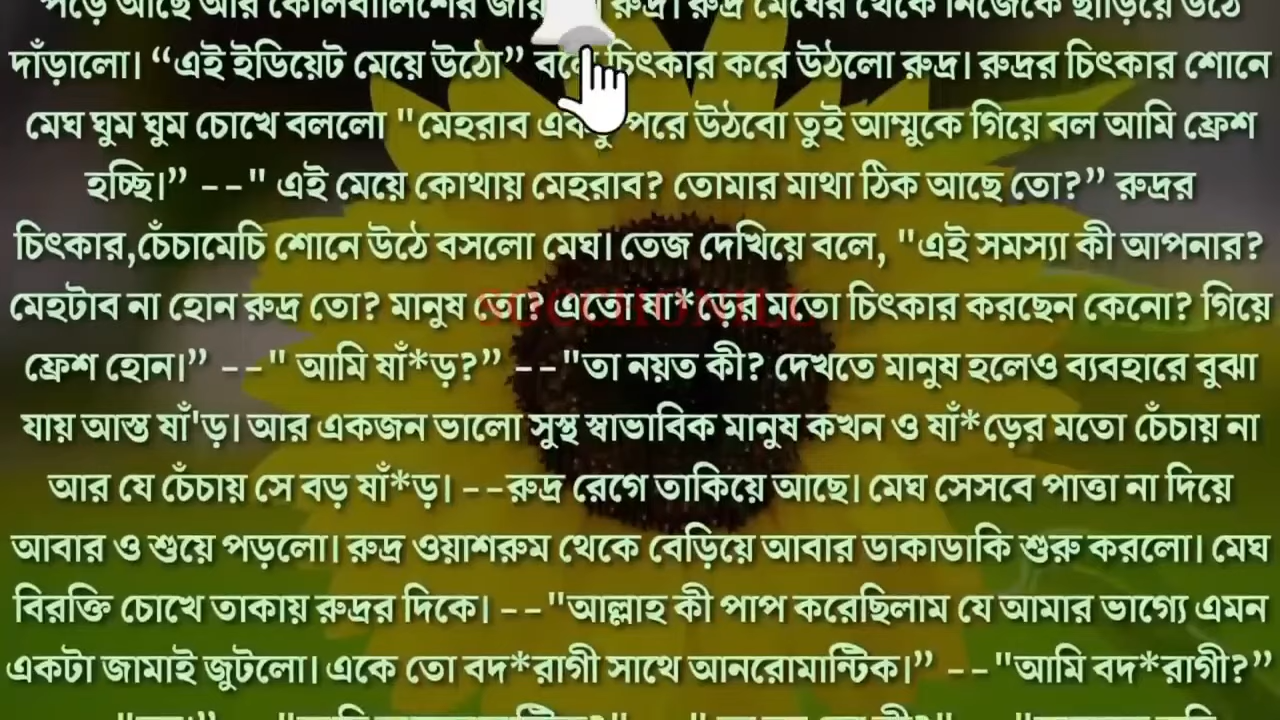 পড়ে আছে আর কোলবালিশের রুদ্র। রুদ্র মেঘের থেকে নিজেকে ছাড়িয়ে উঠে
দাঁড়ালো। “এই ইডিয়েট মেয়ে উঠো” বলে চিৎকার করে উঠলো রুদ্র। রুদ্রর চিৎকার শোনে
মেঘ ঘুম ঘুম চোখে বললো "মেহরাব একটু পরে উঠবো তুই আম্মুকে গিয়ে বল আমি ফ্রেশ
হচ্ছি।” --" এই মেয়ে কোথায় মেহরাব? তোমার মাথা ঠিক আছে তো?” রুদ্রর
চিৎকার,চেঁচামেচি শোনে উঠে বসলো মেঘ। তেজ দেখিয়ে বলে, "এই সমস্যা কী আপনার?
মেহটাব না হোন রুদ্র তো? মানুষ তো? এতো ষা*ড়ের মতো চিৎকার করছেন কেনো? গিয়ে
ফ্রেশ হোন।” --" আমি ষাঁ*ড়?” --"তা নয়ত কী? দেখতে মানুষ হলেও ব্যবহারে বুঝা
যায় আস্ত ষাঁ'ড়। আর একজন ভালো সুস্থ স্বাভাবিক মানুষ কখন ও ষাঁ*ড়ের মতো চেঁচায় না
আর যে চেঁচায় সে বড় ষাঁ*ড়। --রুদ্র রেগে তাকিয়ে আছে। মেঘ সেসবে পাত্তা না দিয়ে
আবার ও শুয়ে পড়লো। রুদ্র ওয়াশরুম থেকে বেড়িয়ে আবার ডাকাডাকি শুরু করলো। মেঘ
বিরক্তি চোখে তাকায় রুদ্রর দিকে। --"আল্লাহ কী পাপ করেছিলাম যে আমার ভাগ্যে এমন
একটা জামাই জুটলো। একে তো বদ*রাগী সাথে আনরোমান্টিক।” --"আমি বদ*রাগী?”